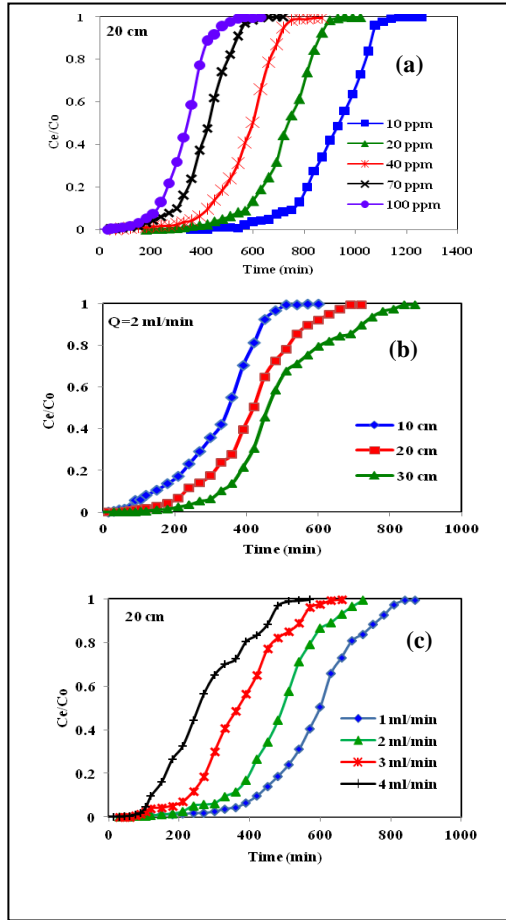 20 cm
(a)
1
0.8
0.6
0.4
0.2
0
Ce/Co
10 ppm
20 ppm
40 ppm
70 ppm
100 ppm
0 200 400 600 800 1000 1200 1400
Time (min)
Q=2 ml/min
(b)
1
0.8
0.6
0.4
0.2
0
Ce/Co
10 cm
20 cm
30 cm
0 200 400 600 800 1000
Time (min)
20 cm
(c)
1
0.8
0.6
0.4
0.2
0
Ce/Co
1 ml/min
2 ml/min
3 ml/min
4 ml/min
0 200 400 600 800 1000
Time (min)